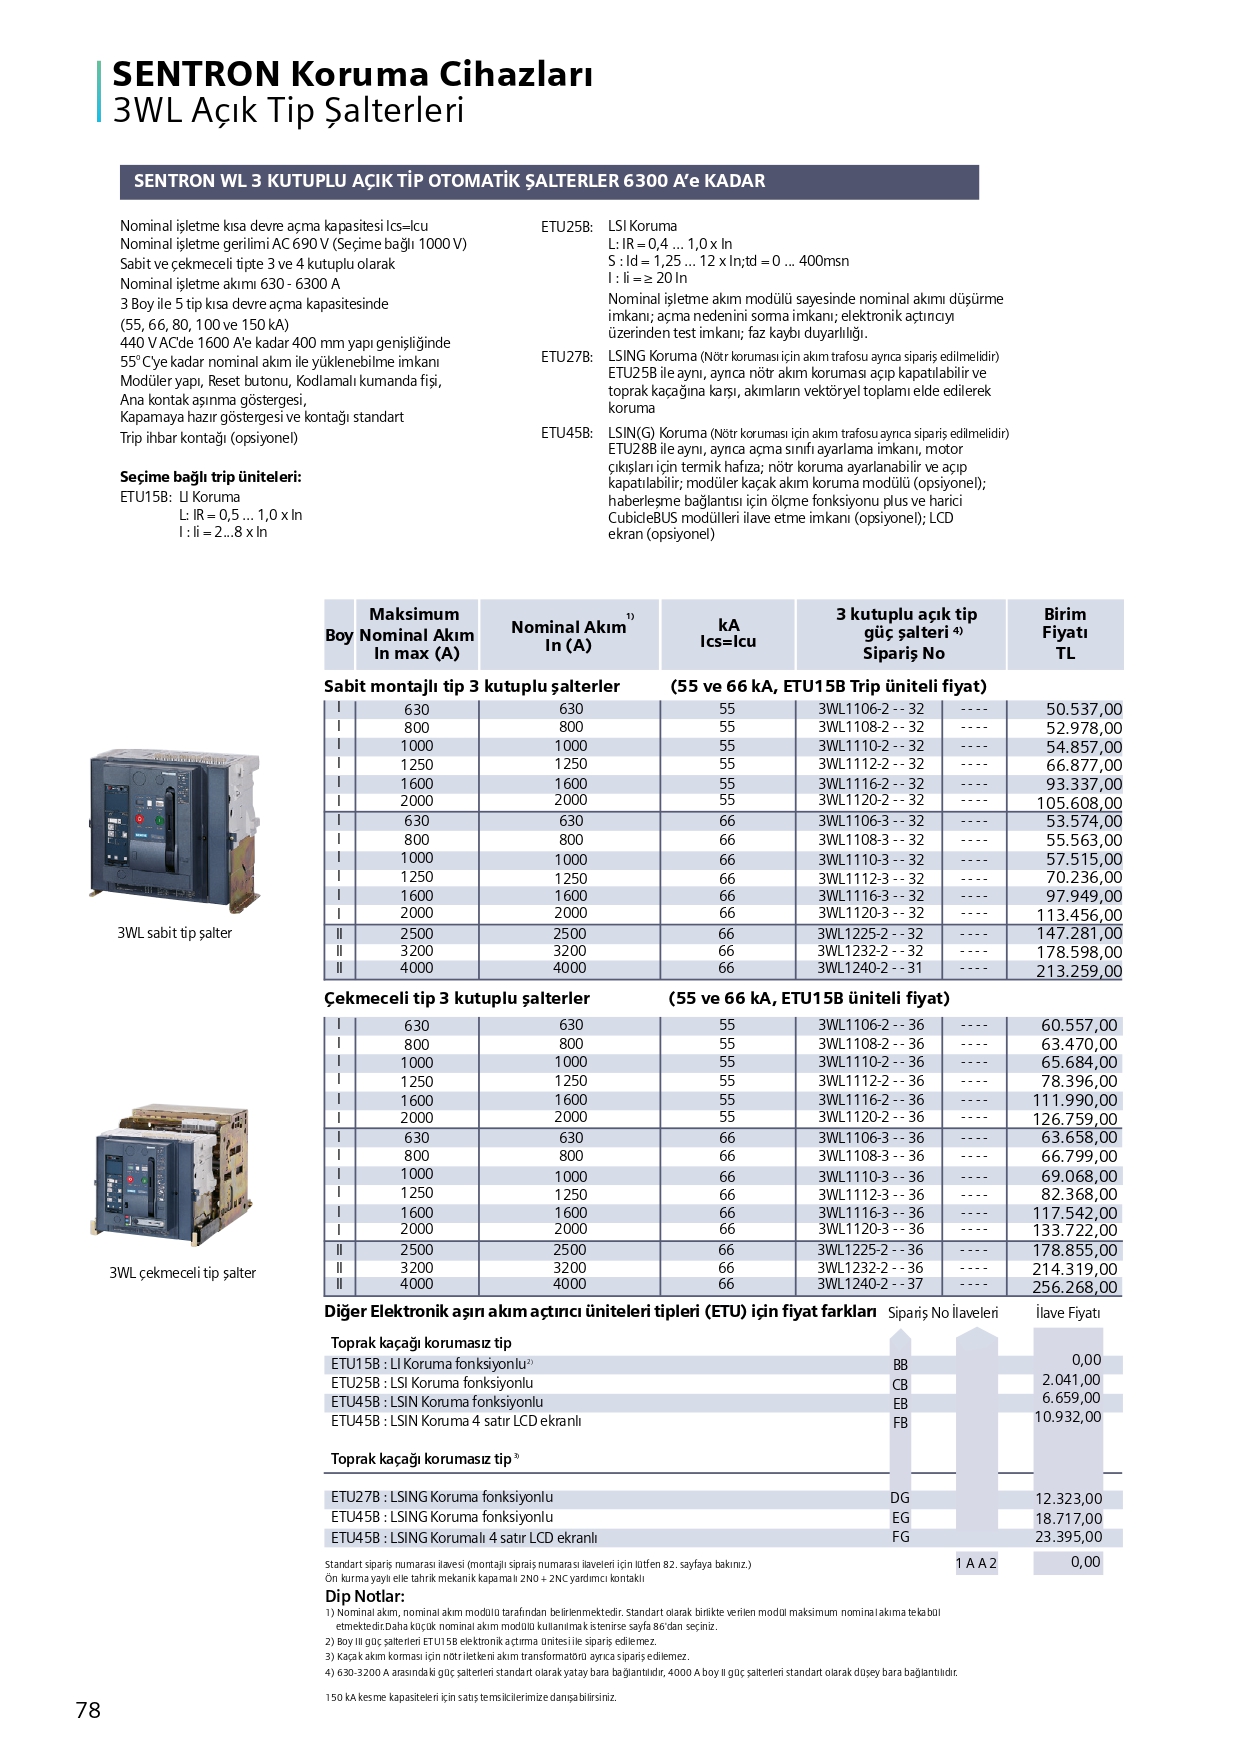 SENTRON Koruma Cihazları
3WL Açık Tip Şalterleri
SENTRON WL 3 KUTUPLU AÇIK TİP OTOMATİK ŞALTERLER 6300 A’e KADAR
Nominal işletme kısa devre açma kapasitesi Ics=Icu
Nominal işletme gerilimi AC 690 V (Seçime bağlı 1000 V)
Sabit ve çekmeceli tipte 3 ve 4 kutuplu olarak
Nominal işletme akımı 630 - 6300 A
3 Boy ile 5 tip kısa devre açma kapasitesinde
(55, 66, 80, 100 ve 150 kA)
440 V AC'de 1600 A'e kadar 400 mm yapı genişliğinde
55°C'ye kadar nominal akım ile yüklenebilme imkanı
Modüler yapı, Reset butonu, Kodlamalı kumanda fişi,
Ana kontak aşınma göstergesi,
Kapamaya hazır göstergesi ve kontağı standart
Trip ihbar kontağı (opsiyonel)
Seçime bağlı trip üniteleri:
ETU15B: LI Koruma
L: IR = 0,5 ... 1,0 x In
I : Ii = 2...8 x In
ETU25B: LSI Koruma
L: IR = 0,4 ... 1,0 x In
S : Id = 1,25 ... 12 x In;td = 0 ... 400msn
I : Ii = ≥ 20 In
Nominal işletme akım modülü sayesinde nominal akımı düşürme
imkanı; açma nedenini sorma imkanı; elektronik açtırıcıyı
üzerinden test imkanı; faz kaybı duyarlılığı.
ETU27B: LSING Koruma (Nötr koruması için akım trafosu ayrıca sipariş edilmelidir)
ETU25B ile aynı, ayrıca nötr akım koruması açıp kapatılabilir ve
toprak kaçağına karşı, akımların vektöryel toplamı elde edilerek
koruma
ETU45B: LSIN(G) Koruma (Nötr koruması için akım trafosu ayrıca sipariş edilmelidir)
ETU28B ile aynı, ayrıca açma sınıfı ayarlama imkanı, motor
çıkışları için termik hafıza; nötr koruma ayarlanabilir ve açıp
kapatılabilir; modüler kaçak akım koruma modülü (opsiyonel);
haberleşme bağlantısı için ölçme fonksiyonu plus ve harici
CubicleBUS modülleri ilave etme imkanı (opsiyonel); LCD
ekran (opsiyonel)
Boy Maksimum Nominal Akım In max (A) Nominal Akım 1) In (A) kA Ics=Icu 3 kutuplu açık tip güç şalteri 4) Sipariş No Birim Fiyatı TL
Sabit montajlı tip 3 kutuplu şalterler (55 ve 66 kA, ETU15B Trip üniteli fiyat)
I 630 630 55 3WL1106-2 - - 32 - - - - 50.537,00
I 800 800 55 3WL1108-2 - - 32 - - - - 52.978,00
I 1000 1000 55 3WL1110-2 - - 32 - - - - 54.857,00
I 1250 1250 55 3WL1112-2 - - 32 - - - - 66.877,00
I 1600 1600 55 3WL1116-2 - - 32 - - - - 93.337,00
I 2000 2000 55 3WL1120-2 - - 32 - - - - 105.608,00
I 630 630 66 3WL1106-3 - - 32 - - - - 53.574,00
I 800 800 66 3WL1108-3 - - 32 - - - - 55.563,00
I 1000 1000 66 3WL1110-3 - - 32 - - - - 57.515,00
I 1250 1250 66 3WL1112-3 - - 32 - - - - 70.236,00
I 1600 1600 66 3WL1116-3 - - 32 - - - - 97.949,00
I 2000 2000 66 3WL1120-3 - - 32 - - - - 113.456,00
II 2500 2500 66 3WL1225-2 - - 32 - - - - 147.281,00
II 3200 3200 66 3WL1232-2 - - 32 - - - - 178.598,00
II 4000 4000 66 3WL1240-2 - - 31 - - - - 213.259,00
3WL sabit tip şalter
Çekmeceli tip 3 kutuplu şalterler (55 ve 66 kA, ETU15B üniteli fiyat)
I 630 630 55 3WL1106-2 - - 36 - - - - 60.557,00
I 800 800 55 3WL1108-2 - - 36 - - - - 63.470,00
I 1000 1000 55 3WL1110-2 - - 36 - - - - 65.684,00
I 1250 1250 55 3WL1112-2 - - 36 - - - - 78.396,00
I 1600 1600 55 3WL1116-2 - - 36 - - - - 111.990,00
I 2000 2000 55 3WL1120-2 - - 36 - - - - 126.759,00
I 630 630 66 3WL1106-3 - - 36 - - - - 63.658,00
I 800 800 66 3WL1108-3 - - 36 - - - - 66.799,00
I 1000 1000 66 3WL1110-3 - - 36 - - - - 69.068,00
I 1250 1250 66 3WL1112-3 - - 36 - - - - 82.368,00
I 1600 1600 66 3WL1116-3 - - 36 - - - - 117.542,00
I 2000 2000 66 3WL1120-3 - - 36 - - - - 133.722,00
II 2500 2500 66 3WL1225-2 - - 36 - - - - 178.855,00
II 3200 3200 66 3WL1232-2 - - 36 - - - - 214.319,00
II 4000 4000 66 3WL1240-2 - - 37 - - - - 256.268,00
3WL çekmeceli tip şalter
Diğer Elektronik aşırı akım açtırıcı üniteleri tipleri (ETU) için fiyat farkları Sipariş No İlaveleri İlave Fiyatı
Toprak kaçağı korumasız tip
ETU15B : LI Koruma fonksiyonlu 2) BB 0,00
ETU25B : LSI Koruma fonksiyonlu CB 2.041,00
ETU45B : LSIN Koruma fonksiyonlu EB 6.659,00
ETU45B : LSIN Koruma 4 satır LCD ekranlı FB 10.932,00
Toprak kaçağı korumasız tip 3)
ETU27B : LSING Koruma fonksiyonlu DG 12.323,00
ETU45B : LSING Koruma fonksiyonlu EG 18.717,00
ETU45B : LSING Korumalı 4 satır LCD ekranlı FG 23.395,00
Standart sipariş numarası ilavesi (montajlı sipraiş numarası ilaveleri için lütfen 82. sayfaya bakınız.) 1 A A 2 0,00
Ön kurma yaylı elle tahrik mekanik kapamalı 2N0 + 2NC yardımcı kontaklı
Dip Notlar:
1) Nominal akım, nominal akım modülü tarafından belirlenmektedir. Standart olarak birlikte verilen modül maksimum nominal akıma tekabül
etmektedir.Daha küçük nominal akım modülü kullanılmak istenirse sayfa 86'dan seçiniz.
2) Boy III güç şalterleri ETU15B elektronik açtırma ünitesi ile sipariş edilemez.
3) Kaçak akım korması için nötr iletkeni akım transformatörü ayrıca sipariş edilemez.
4) 630-3200 A arasındaki güç şalterleri standart olarak yatay bara bağlantılıdır, 4000 A boy II güç şalterleri standart olarak düşey bara bağlantılıdır.
150 kA kesme kapasiteleri için satış temsilcilerimize danışabilirsiniz.
78